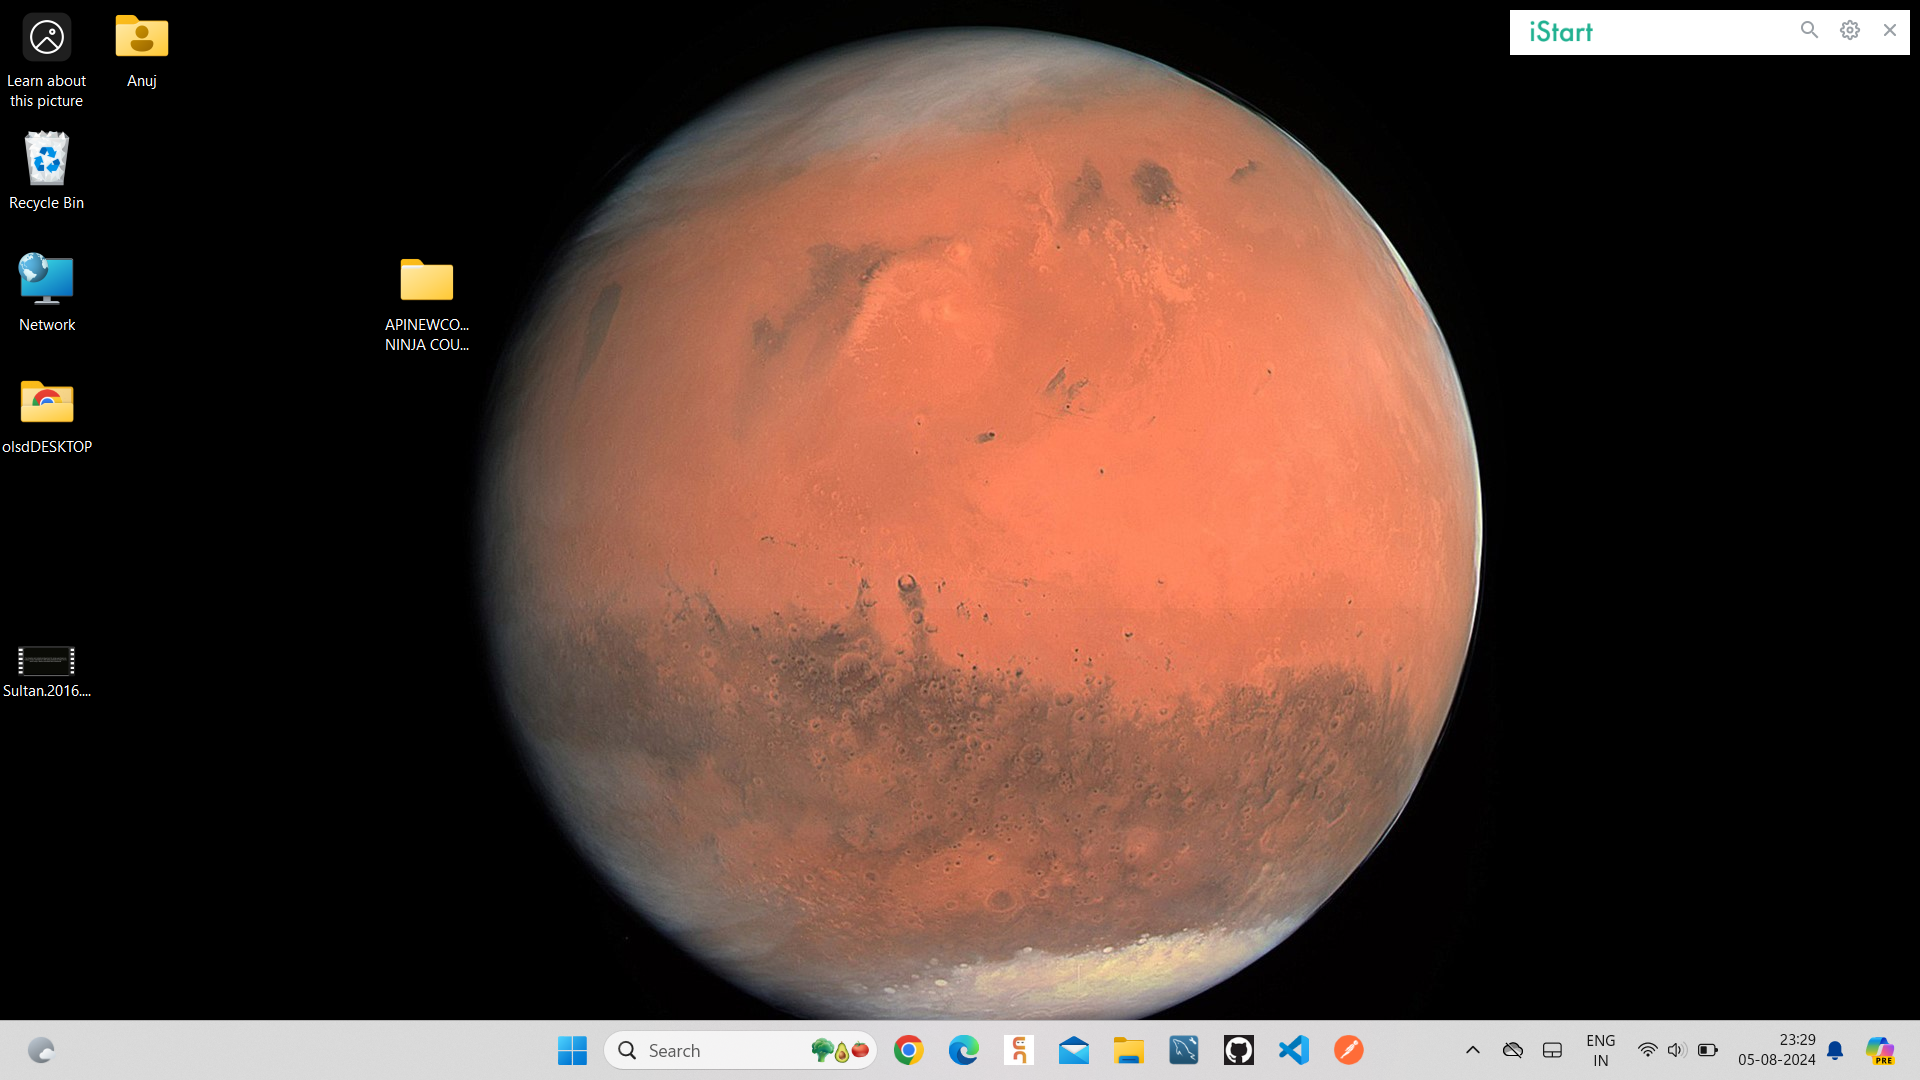 Learn about
this picture
Anuj
iStart
Recycle Bin
Network
APINEWCO...
NINJA COU...
olsdDESKTOP
Sultan.2016....
Search
ENG
IN
23:29
05-08-2024
PRE